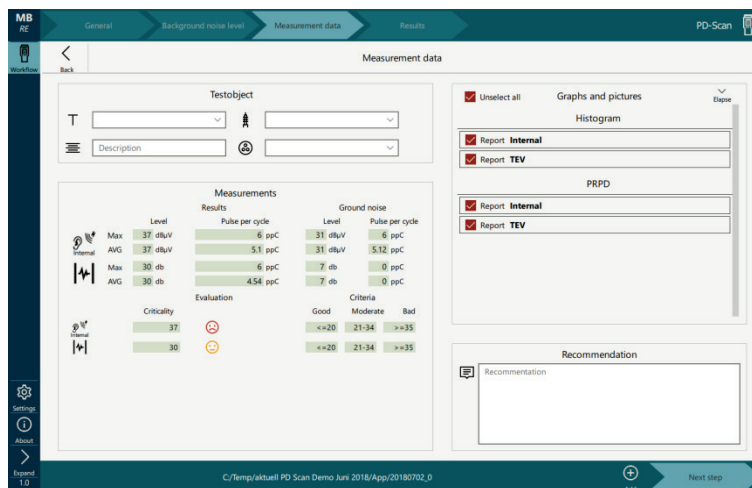 MB
RE
General
Background noise level
Measurement data
Results
PD-Scan
Workflow
Back
Measurement data
Testobject
Description
Unselect all
Graphs and pictures
Elapse
Histogram
Report Internal
Report TEV
PRPD
Report Internal
Report TEV
Measurements
Results Ground noise
Level Pulse per cycle Level Pulse per cycle
Internal
Max 37 dBµV 6 ppC 31 dBµV 6 ppC
AVG 37 dBµV 5.1 ppC 31 dBµV 5.12 ppC
Max 30 db 6 ppC 7 db 0 ppC
AVG 30 db 4.54 ppC 7 db 0 ppC
Evaluation Criteria
Criticality Good Moderate Bad
Internal 37 <=20 21-34 >=35
30 <=20 21-34 >=35
Recommendation
Recommentation
Settings
About
Expand
1.0
C:/Temp/aktuell PD Scan Demo Juni 2018/App/20180702_0
Next step